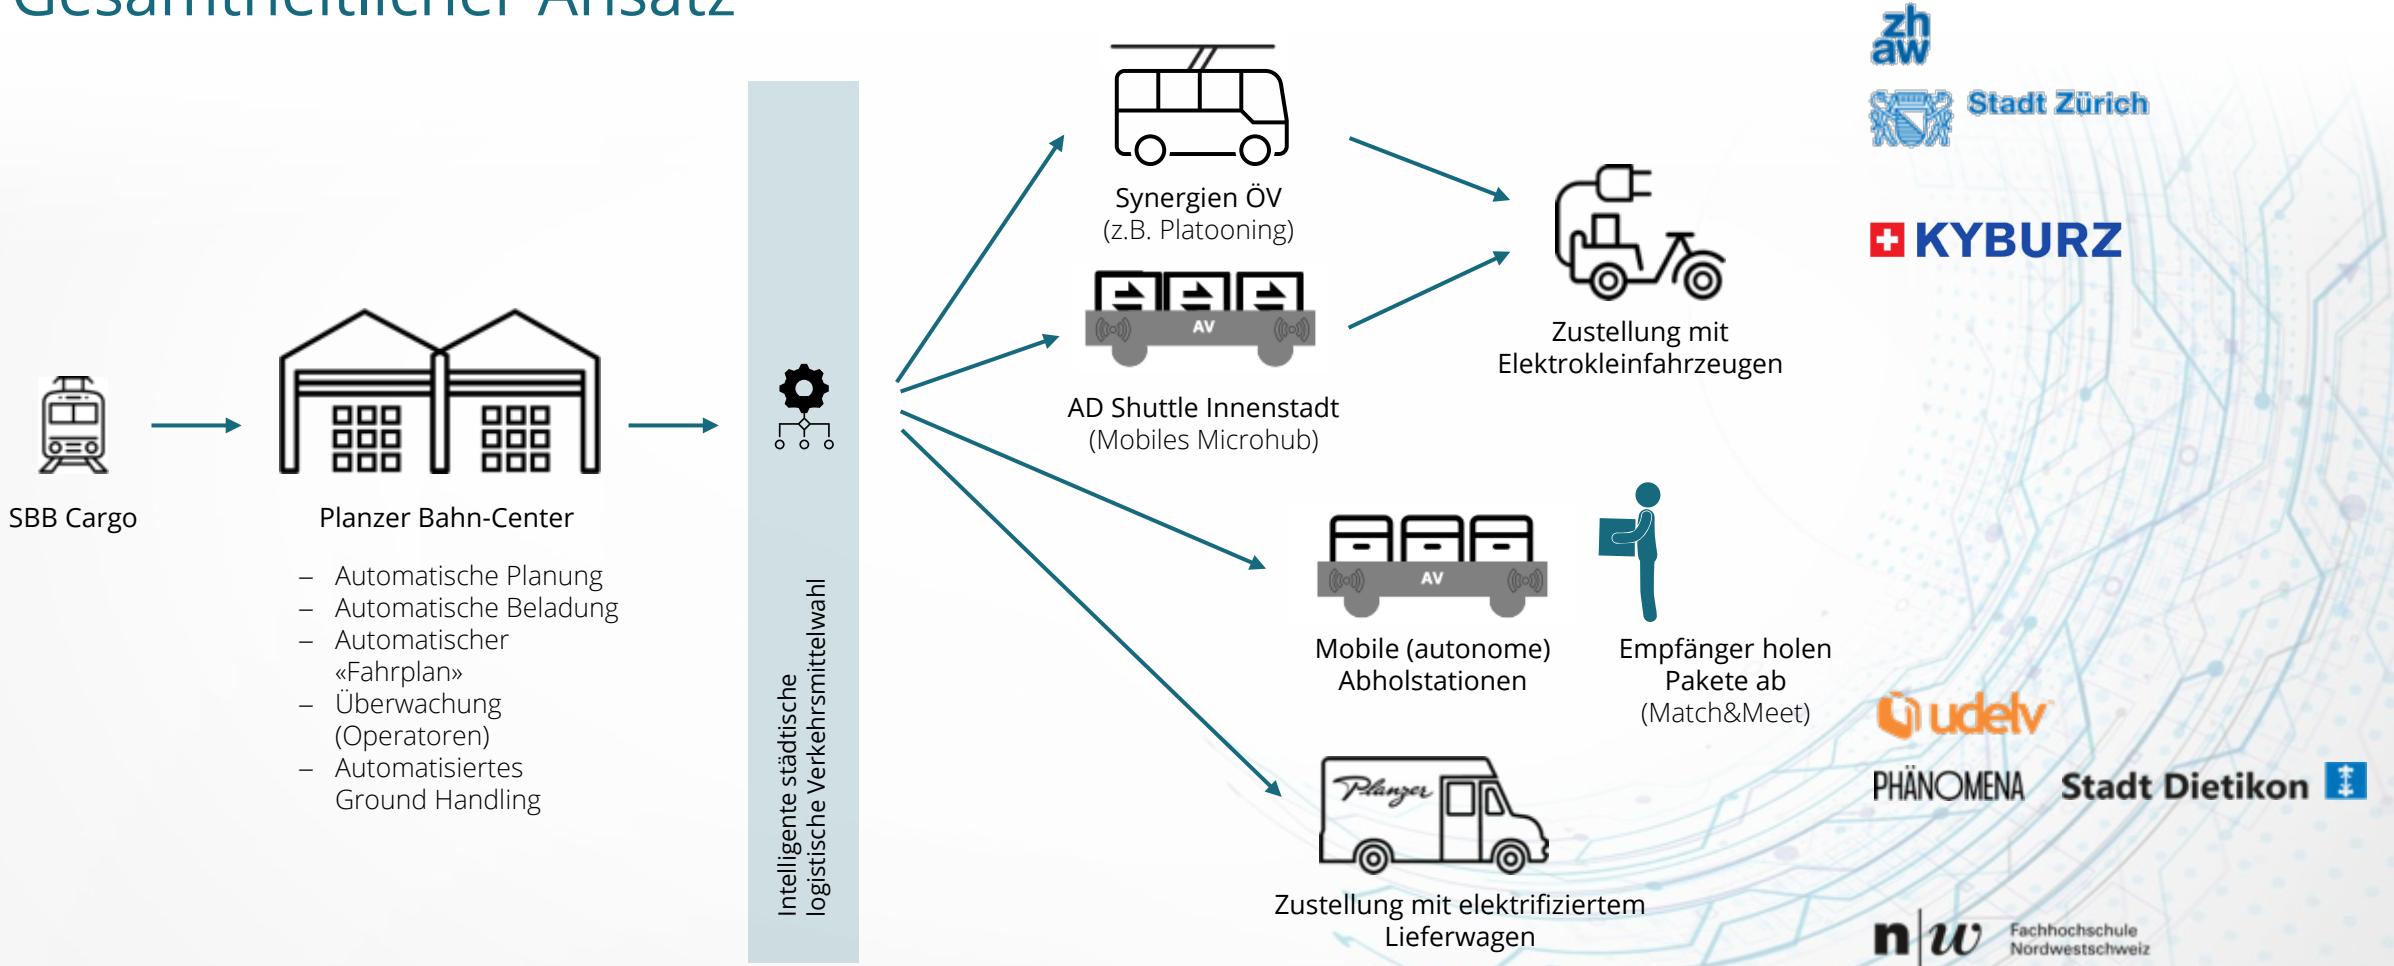 Gesamtheitlicher Ansatz
SBB Cargo
Planzer Bahn-Center
– Automatische Planung
– Automatische Beladung
– Automatischer
«Fahrplan»
– Überwachung
(Operatoren)
– Automatisiertes
Ground Handling
Intelligente städtische
logistische Verkehrsmittelwahl
Synergien ÖV
(z.B. Platooning)
AV
AD Shuttle Innenstadt
(Mobiles Microhub)
Zustellung mit
Elektrokleinfahrzeugen
AV
Mobile (autonome)
Abholstationen
Empfänger holen
Pakete ab
(Match&Meet)
Planzer
Zustellung mit elektrifiziertem
Lieferwagen
zh
aw
Stadt Zürich
KYBURZ
udelv
PHÄNOMENA
Stadt Dietikon
n|w Fachhochschule
Nordwestschweiz